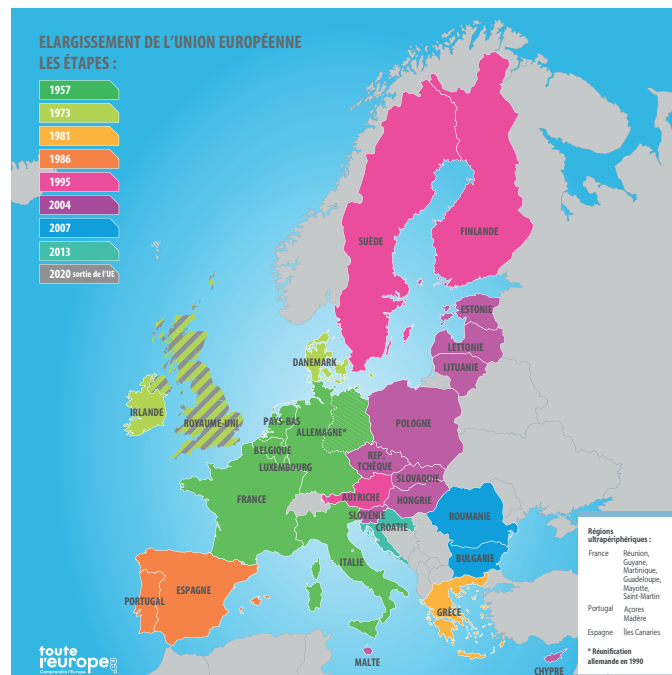 ELARGISSEMENT DE L'UNION EUROPÉENNE
LES ÉTAPES :
1957
1973
1981
1986
1995
2004
2007
2013
2020 sortie de l'UE
SUÈDE
FINLANDE
ESTONIE
LETTONIE
LITUANIE
DANEMARK
IRLANDE
ROYAUME-UNI
PAYS-BAS
ALLEMAGNE*
POLOGNE
BELGIQUE
LUXEMBOURG
REP.
TCHÈQUE
SLOVAQUIE
FRANCE
AUTRICHE
HONGRIE
SLOVÉNIE
CROATIE
ROUMANIE
ITALIE
BULGARIE
PORTUGAL
ESPAGNE
GRÈCE
MALTE
CHYPRE
Régions
ultrapériphériques :
France Réunion,
Guyane,
Martinique,
Guadeloupe,
Mayotte,
Saint-Martin
Portugal Açores
Madère
Espagne Îles Canaries
* Réunification
allemande en 1990
toute
l'europe.eu
Comprendre l'Europe